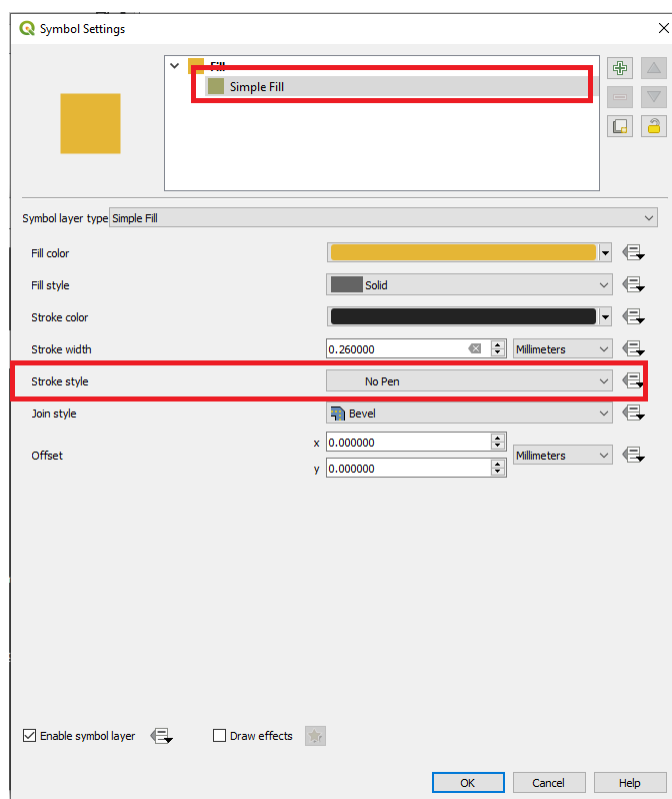 Symbol Settings
Fill
Simple Fill
Symbol layer type Simple Fill
Fill color
Fill style Solid
Stroke color
Stroke width 0.260000 Millimeters
Stroke style No Pen
Join style Bevel
x 0.000000
Offset Millimeters
y 0.000000
Enable symbol layer Draw effects
OK Cancel Help